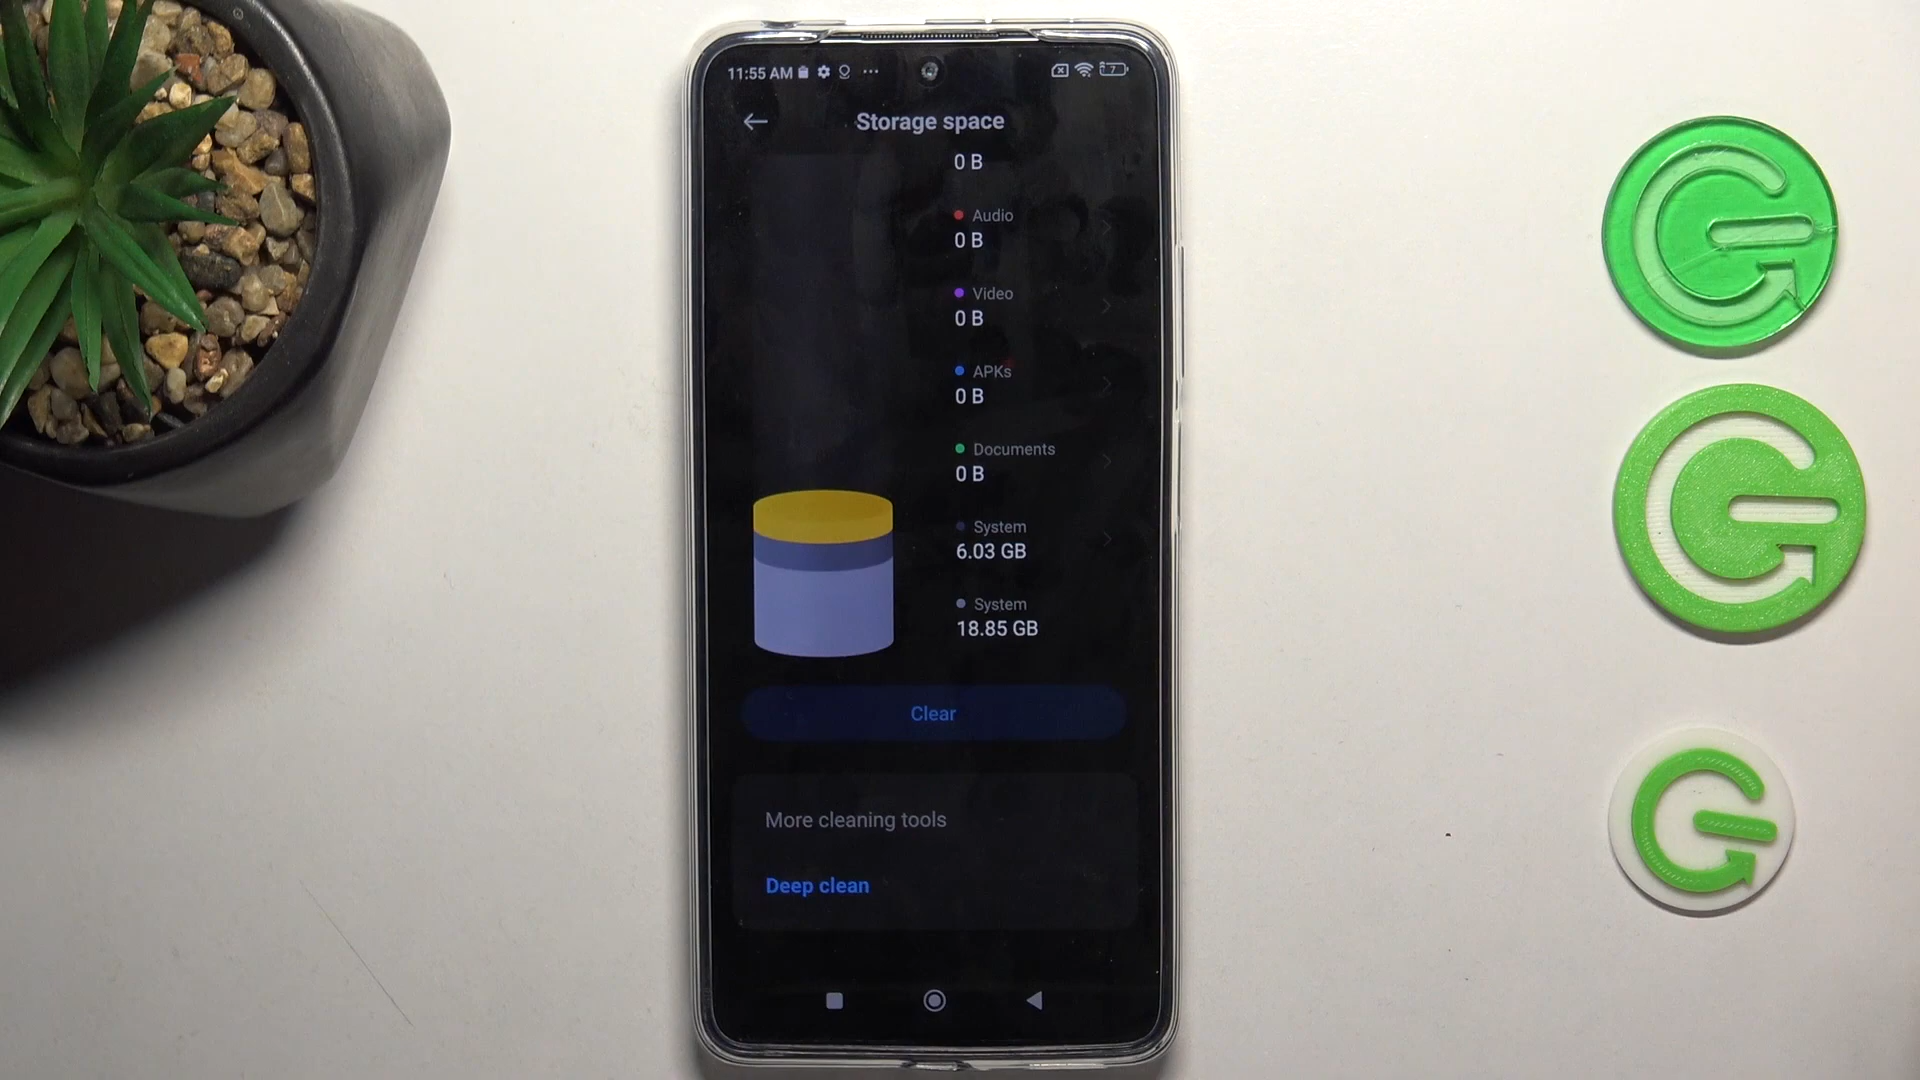 11:55 AM
7
Storage space
0 B
Audio
0 B
Video
0 B
APKs
0 B
Documents
0 B
System
6.03 GB
System
18.85 GB
Clear
More cleaning tools
Deep clean